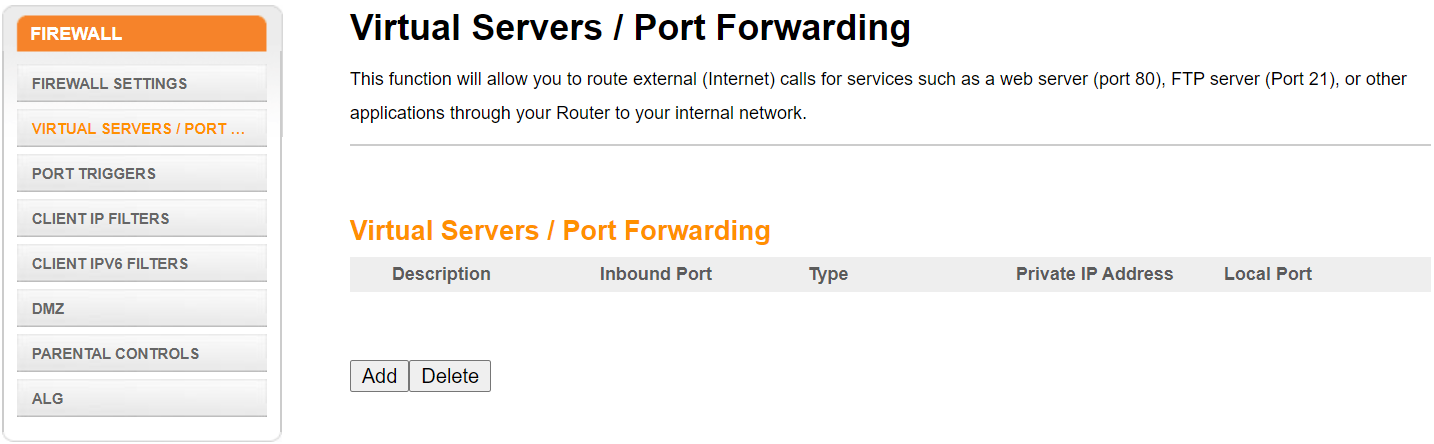 FIREWALL
FIREWALL SETTINGS
VIRTUAL SERVERS / PORT ...
PORT TRIGGERS
CLIENT IP FILTERS
CLIENT IPV6 FILTERS
DMZ
PARENTAL CONTROLS
ALG
Virtual Servers / Port Forwarding
This function will allow you to route external (Internet) calls for services such as a web server (port 80), FTP server (Port 21), or other
applications through your Router to your internal network.
Virtual Servers / Port Forwarding
Description Inbound Port Type Private IP Address Local Port
Add Delete